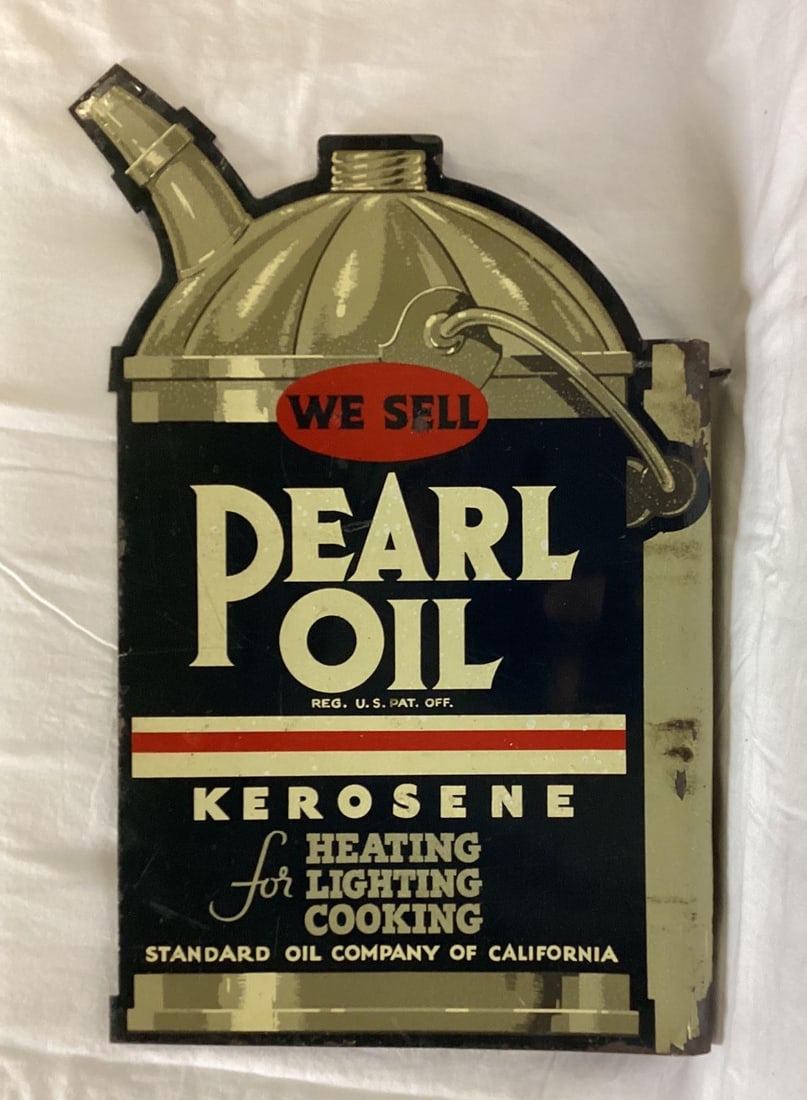 WE SELL
PEARL
OIL
REG. U.S. PAT. OFF.
KEROSENE
for HEATING
LIGHTING
COOKING
STANDARD OIL COMPANY OF CALIFORNIA